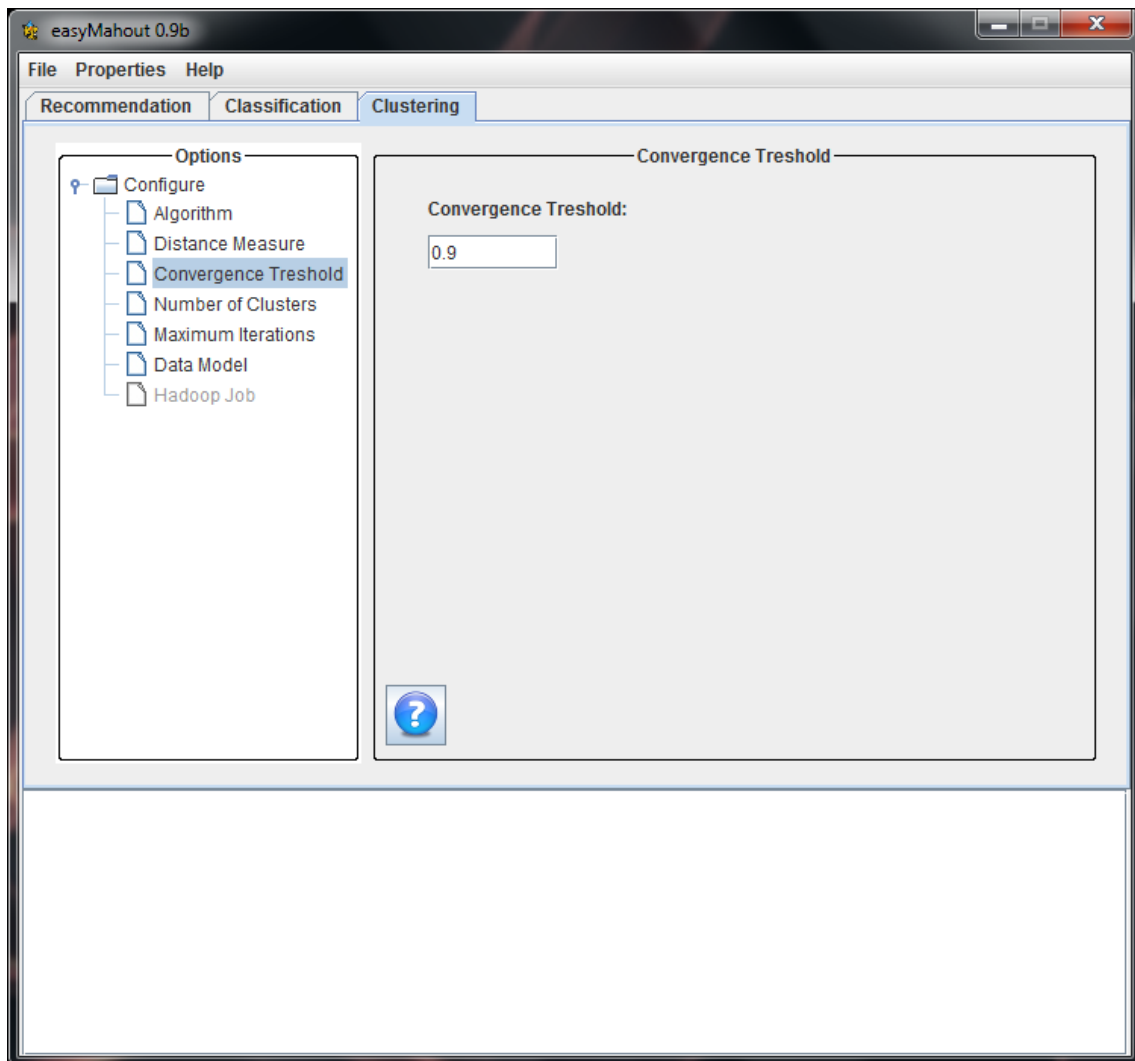 easyMahout 0.9b
File Properties Help
Recommendation Classification Clustering
Options
Configure
Algorithm
Distance Measure
Convergence Treshold
Number of Clusters
Maximum Iterations
Data Model
Hadoop Job
Convergence Treshold
Convergence Treshold:
0.9
?